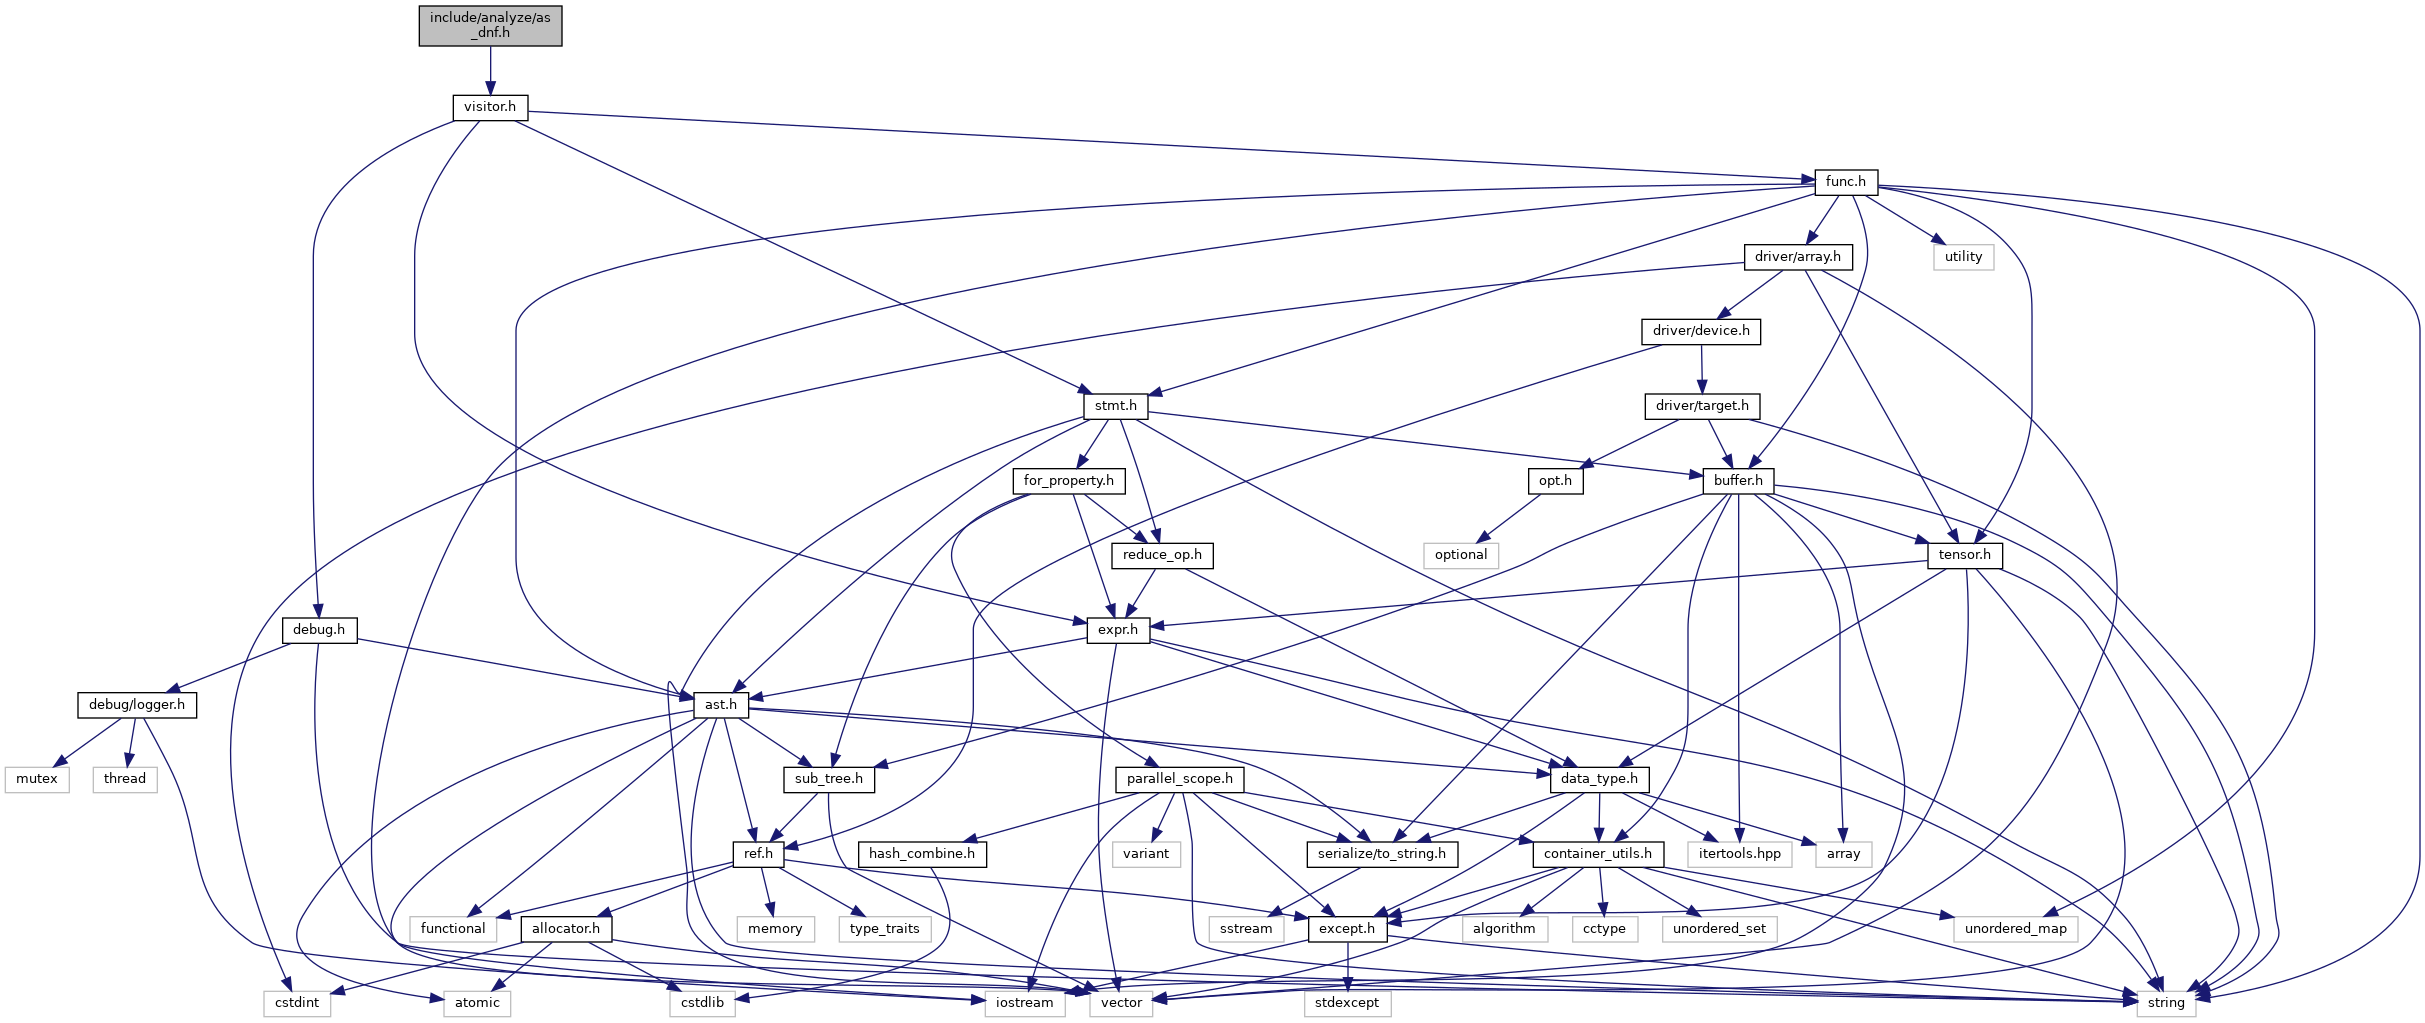 include/analyze/as
_dnf.h
visitor.h
func.h
driver/array.h
utility
driver/device.h
stmt.h
driver/target.h
for_property.h
opt.h
buffer.h
reduce_op.h
optional
tensor.h
debug.h
expr.h
debug/logger.h
ast.h
mutex
thread
sub_tree.h
parallel_scope.h
data_type.h
ref.h
hash_combine.h
variant
serialize/to_string.h
container_utils.h
itertools.hpp
array
functional
allocator.h
memory
type_traits
sstream
except.h
algorithm
cctype
unordered_set
unordered_map
cstdint
atomic
cstdlib
iostream
vector
stdexcept
string